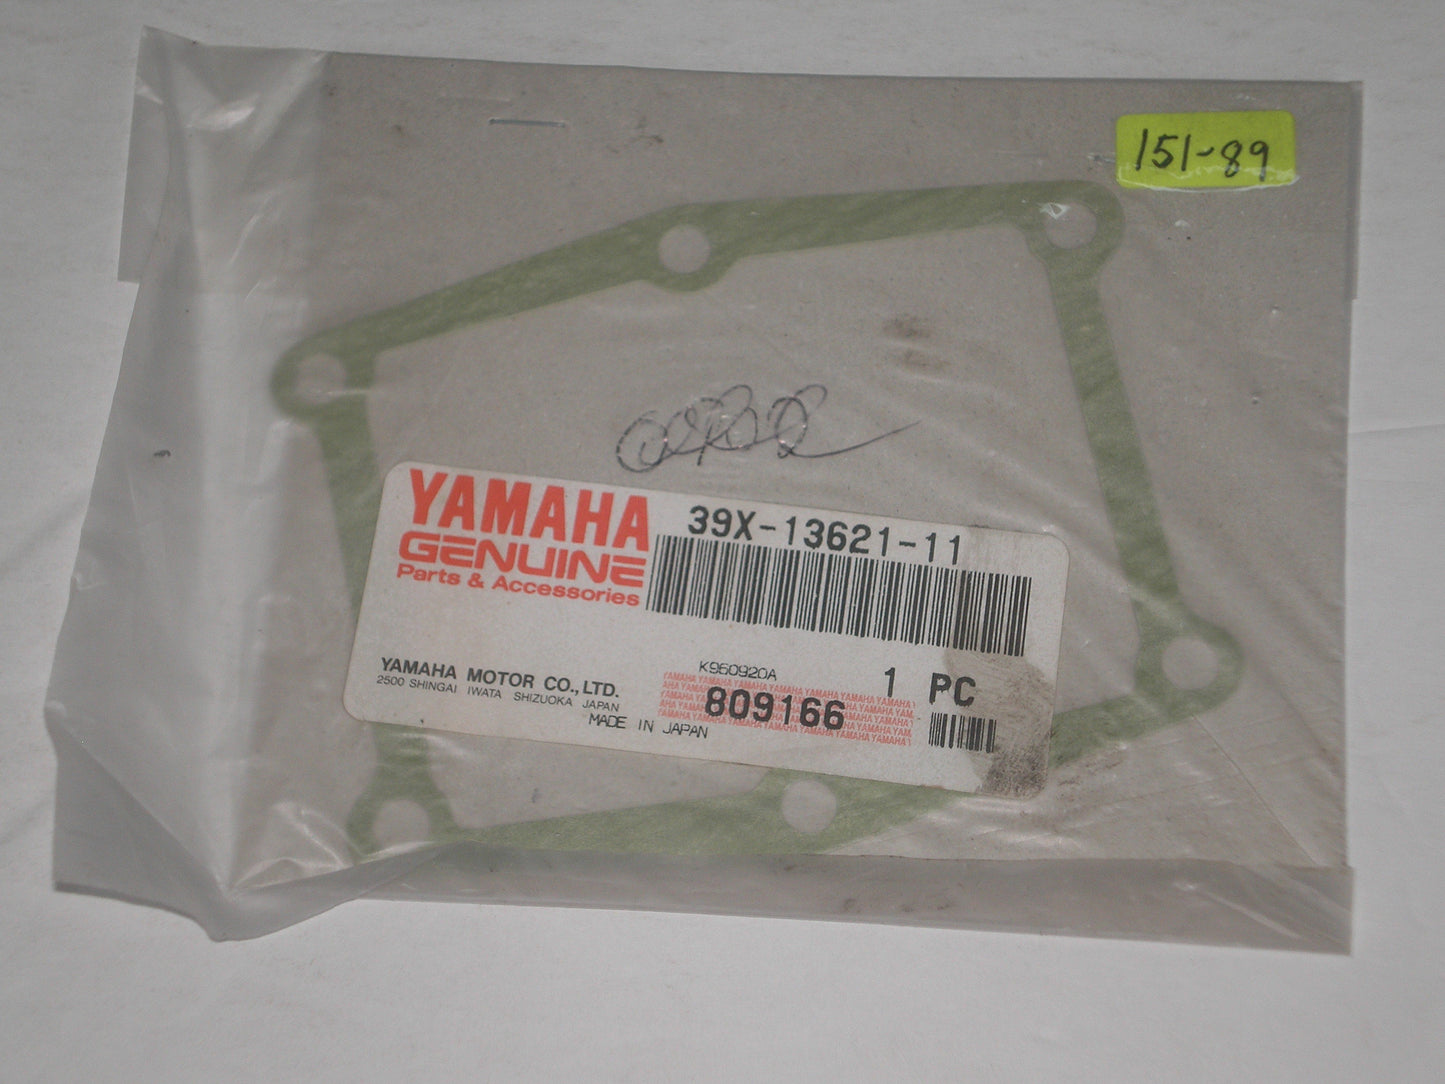 151-89
YAMAHA
GENUINE
Parts & Accessories
39X-13621-11
YAMAHA MOTOR CO., LTD.
2500 SHINGAI IWATA SHIZUOKA JAPAN
MADE IN JAPAN
K960920A
809166
1 PC